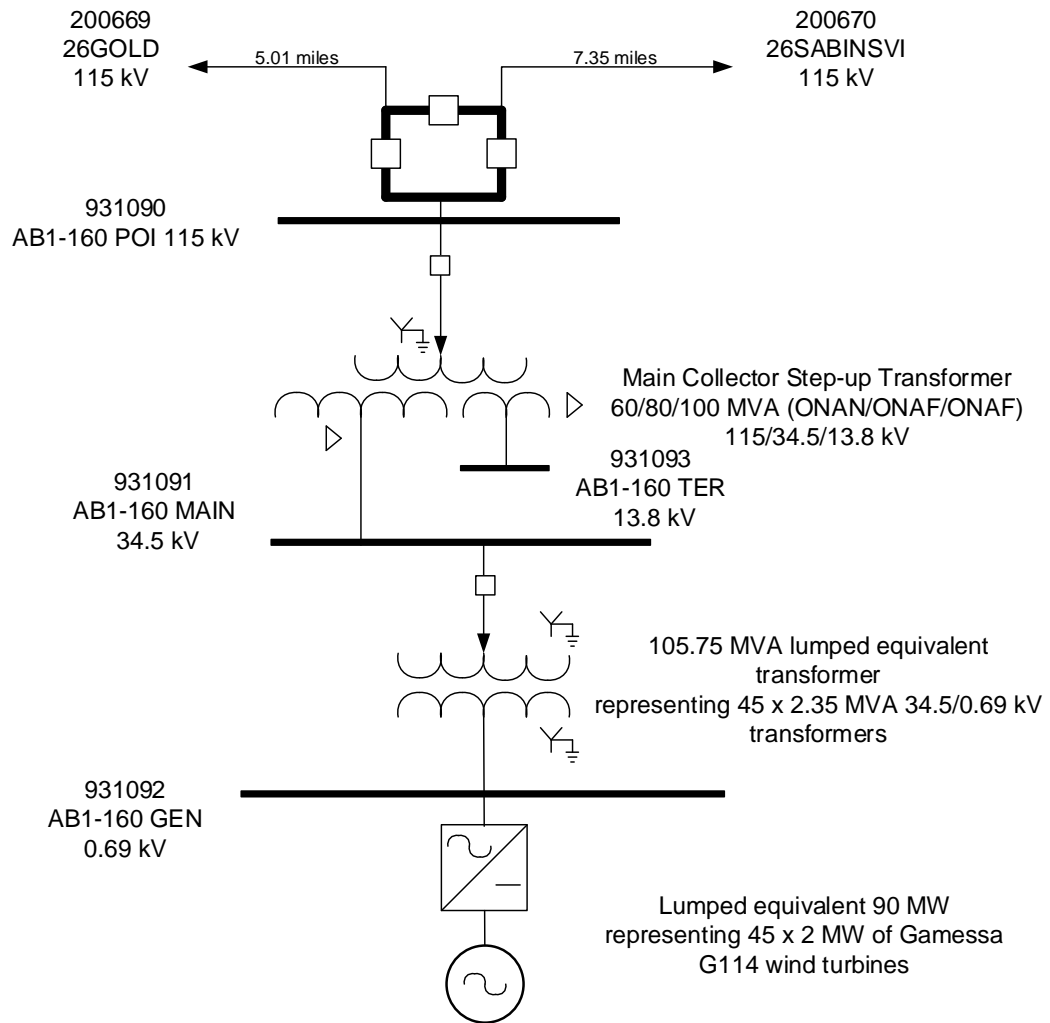 200669
26GOLD
115 kV
5.01 miles
7.35 miles
200670
26SABINSVI
115 kV
931090
AB1-160 POI 115 kV
Main Collector Step-up Transformer
60/80/100 MVA (ONAN/ONAF/ONAF)
115/34.5/13.8 kV
931093
AB1-160 TER
13.8 kV
931091
AB1-160 MAIN
34.5 kV
105.75 MVA lumped equivalent
transformer
representing 45 x 2.35 MVA 34.5/0.69 kV
transformers
931092
AB1-160 GEN
0.69 kV
Lumped equivalent 90 MW
representing 45 x 2 MW of Gamessa
G114 wind turbines